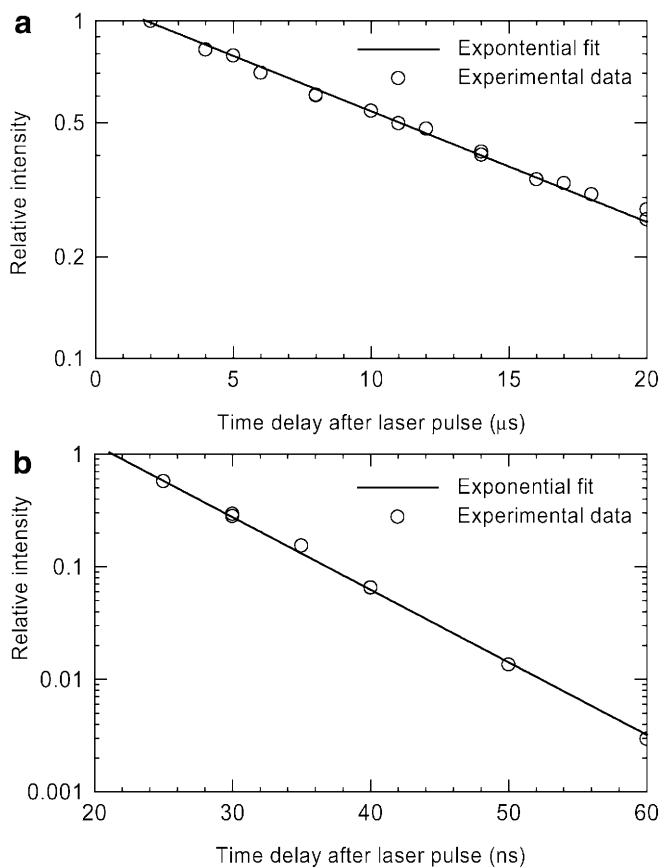 a
1
Expontential fit
Experimental data
0.5
Relative intensity
0.2
0.1
0 5 10 15 20
Time delay after laser pulse (μs)
b
1
Exponential fit
Experimental data
0.1
Relative intensity
0.01
0.001
20 30 40 50 60
Time delay after laser pulse (ns)